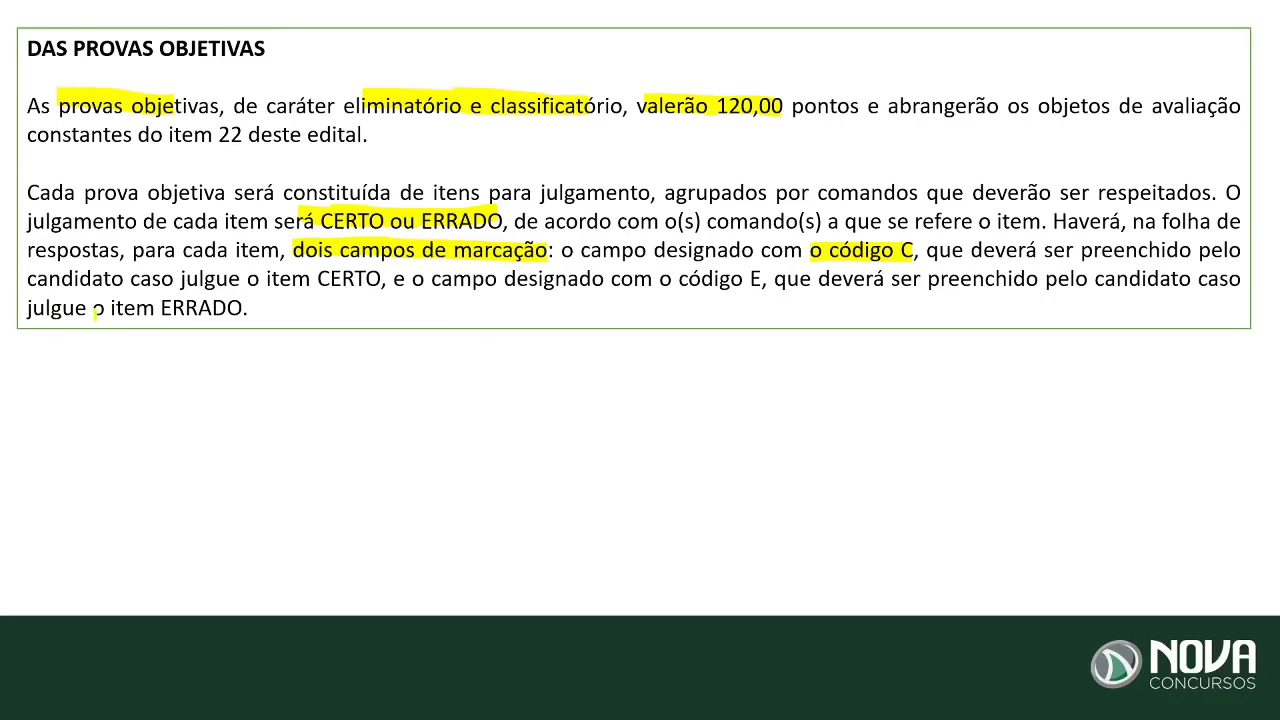 DAS PROVAS OBJETIVAS
As provas objetivas, de caráter eliminatório e classificatório, valerão 120,00 pontos e abrangerão os objetos de avaliação
constantes do item 22 deste edital.
Cada prova objetiva será constituída de itens para julgamento, agrupados por comandos que deverão ser respeitados. O
julgamento de cada item será CERTO ou ERRADO, de acordo com o(s) comando(s) a que se refere o item. Haverá, na folha de
respostas, para cada item, dois campos de marcação: o campo designado com o código C, que deverá ser preenchido pelo
candidato caso julgue o item CERTO, e o campo designado com o código E, que deverá ser preenchido pelo candidato caso
julgue o item ERRADO.
NOVA
CONCURSOS